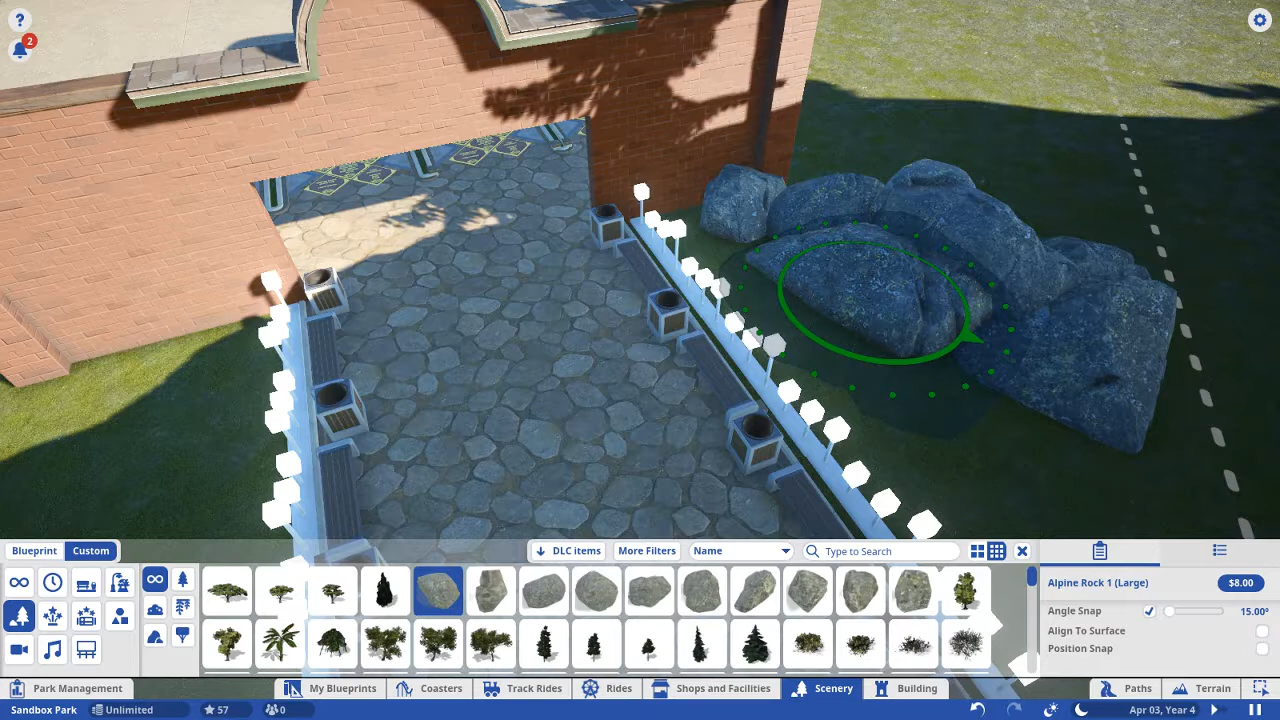 ?
2
Blueprint
Custom
DLC items
More Filters
Name
Type to Search
Alpine Rock 1 (Large)
$8.00
Angle Snap
15.00°
Align To Surface
Position Snap
Park Management
My Blueprints
Coasters
Track Rides
Rides
Shops and Facilities
Scenery
Building
Paths
Terrain
Sandbox Park
Unlimited
57
0
Apr 03, Year 4